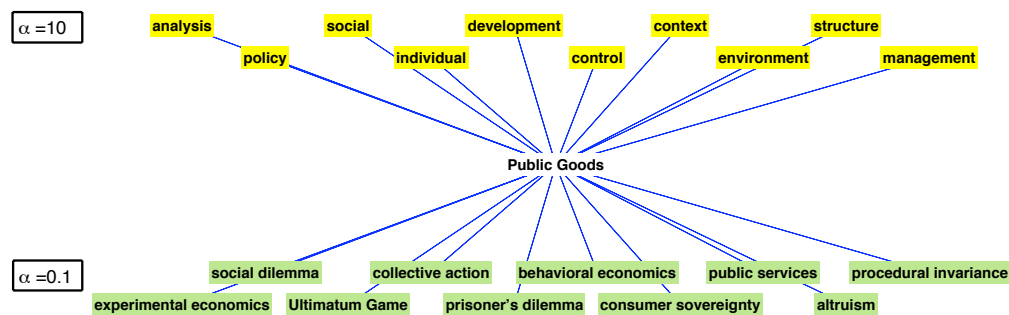 α =10
analysis social development context structure
policy individual control environment management
Public Goods
α =0.1
social dilemma collective action behavioral economics public services procedural invariance
experimental economics Ultimatum Game prisoner's dilemma consumer sovereignty altruism